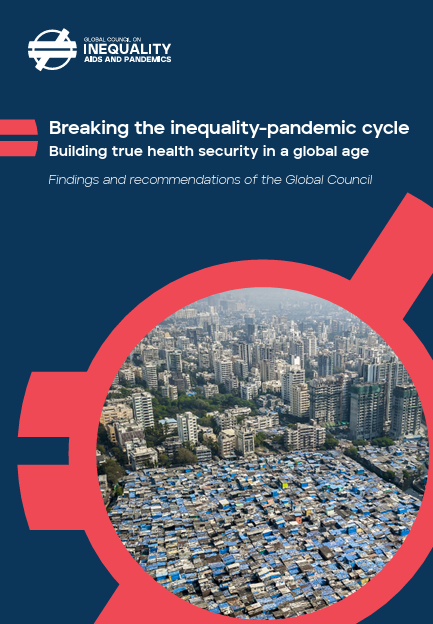 GLOBAL COUNCIL ON
INEQUALITY
AIDS AND PANDEMICS
Breaking the inequality-pandemic cycle
Building true health security in a global age
Findings and recommendations of the Global Council